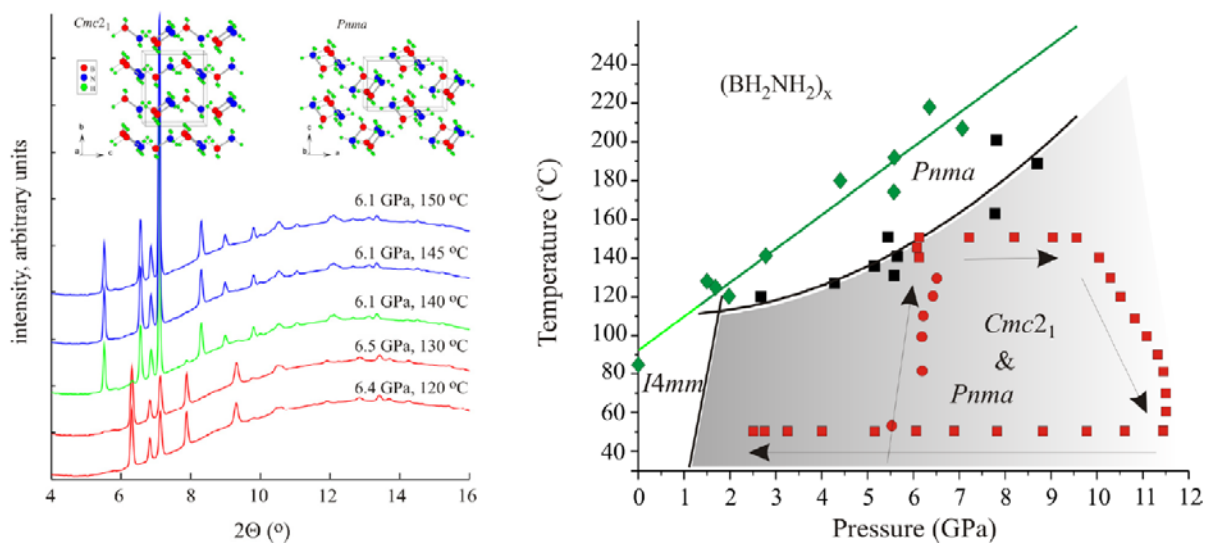 Cmc2₁
Pnma
B
N
H
b
a
c
c
b
a
6.1 GPa, 150 °C
6.1 GPa, 145 °C
6.1 GPa, 140 °C
6.5 GPa, 130 °C
6.4 GPa, 120 °C
intensity, arbitrary units
4 6 8 10 12 14 16
2Θ (°)
240
220
200
180
160
140
120
100
80
60
40
Temperature (°C)
(BH₂NH₂)ₓ
Pnma
I4mm
Cmc2₁
&
Pnma
0 1 2 3 4 5 6 7 8 9 10 11 12
Pressure (GPa)